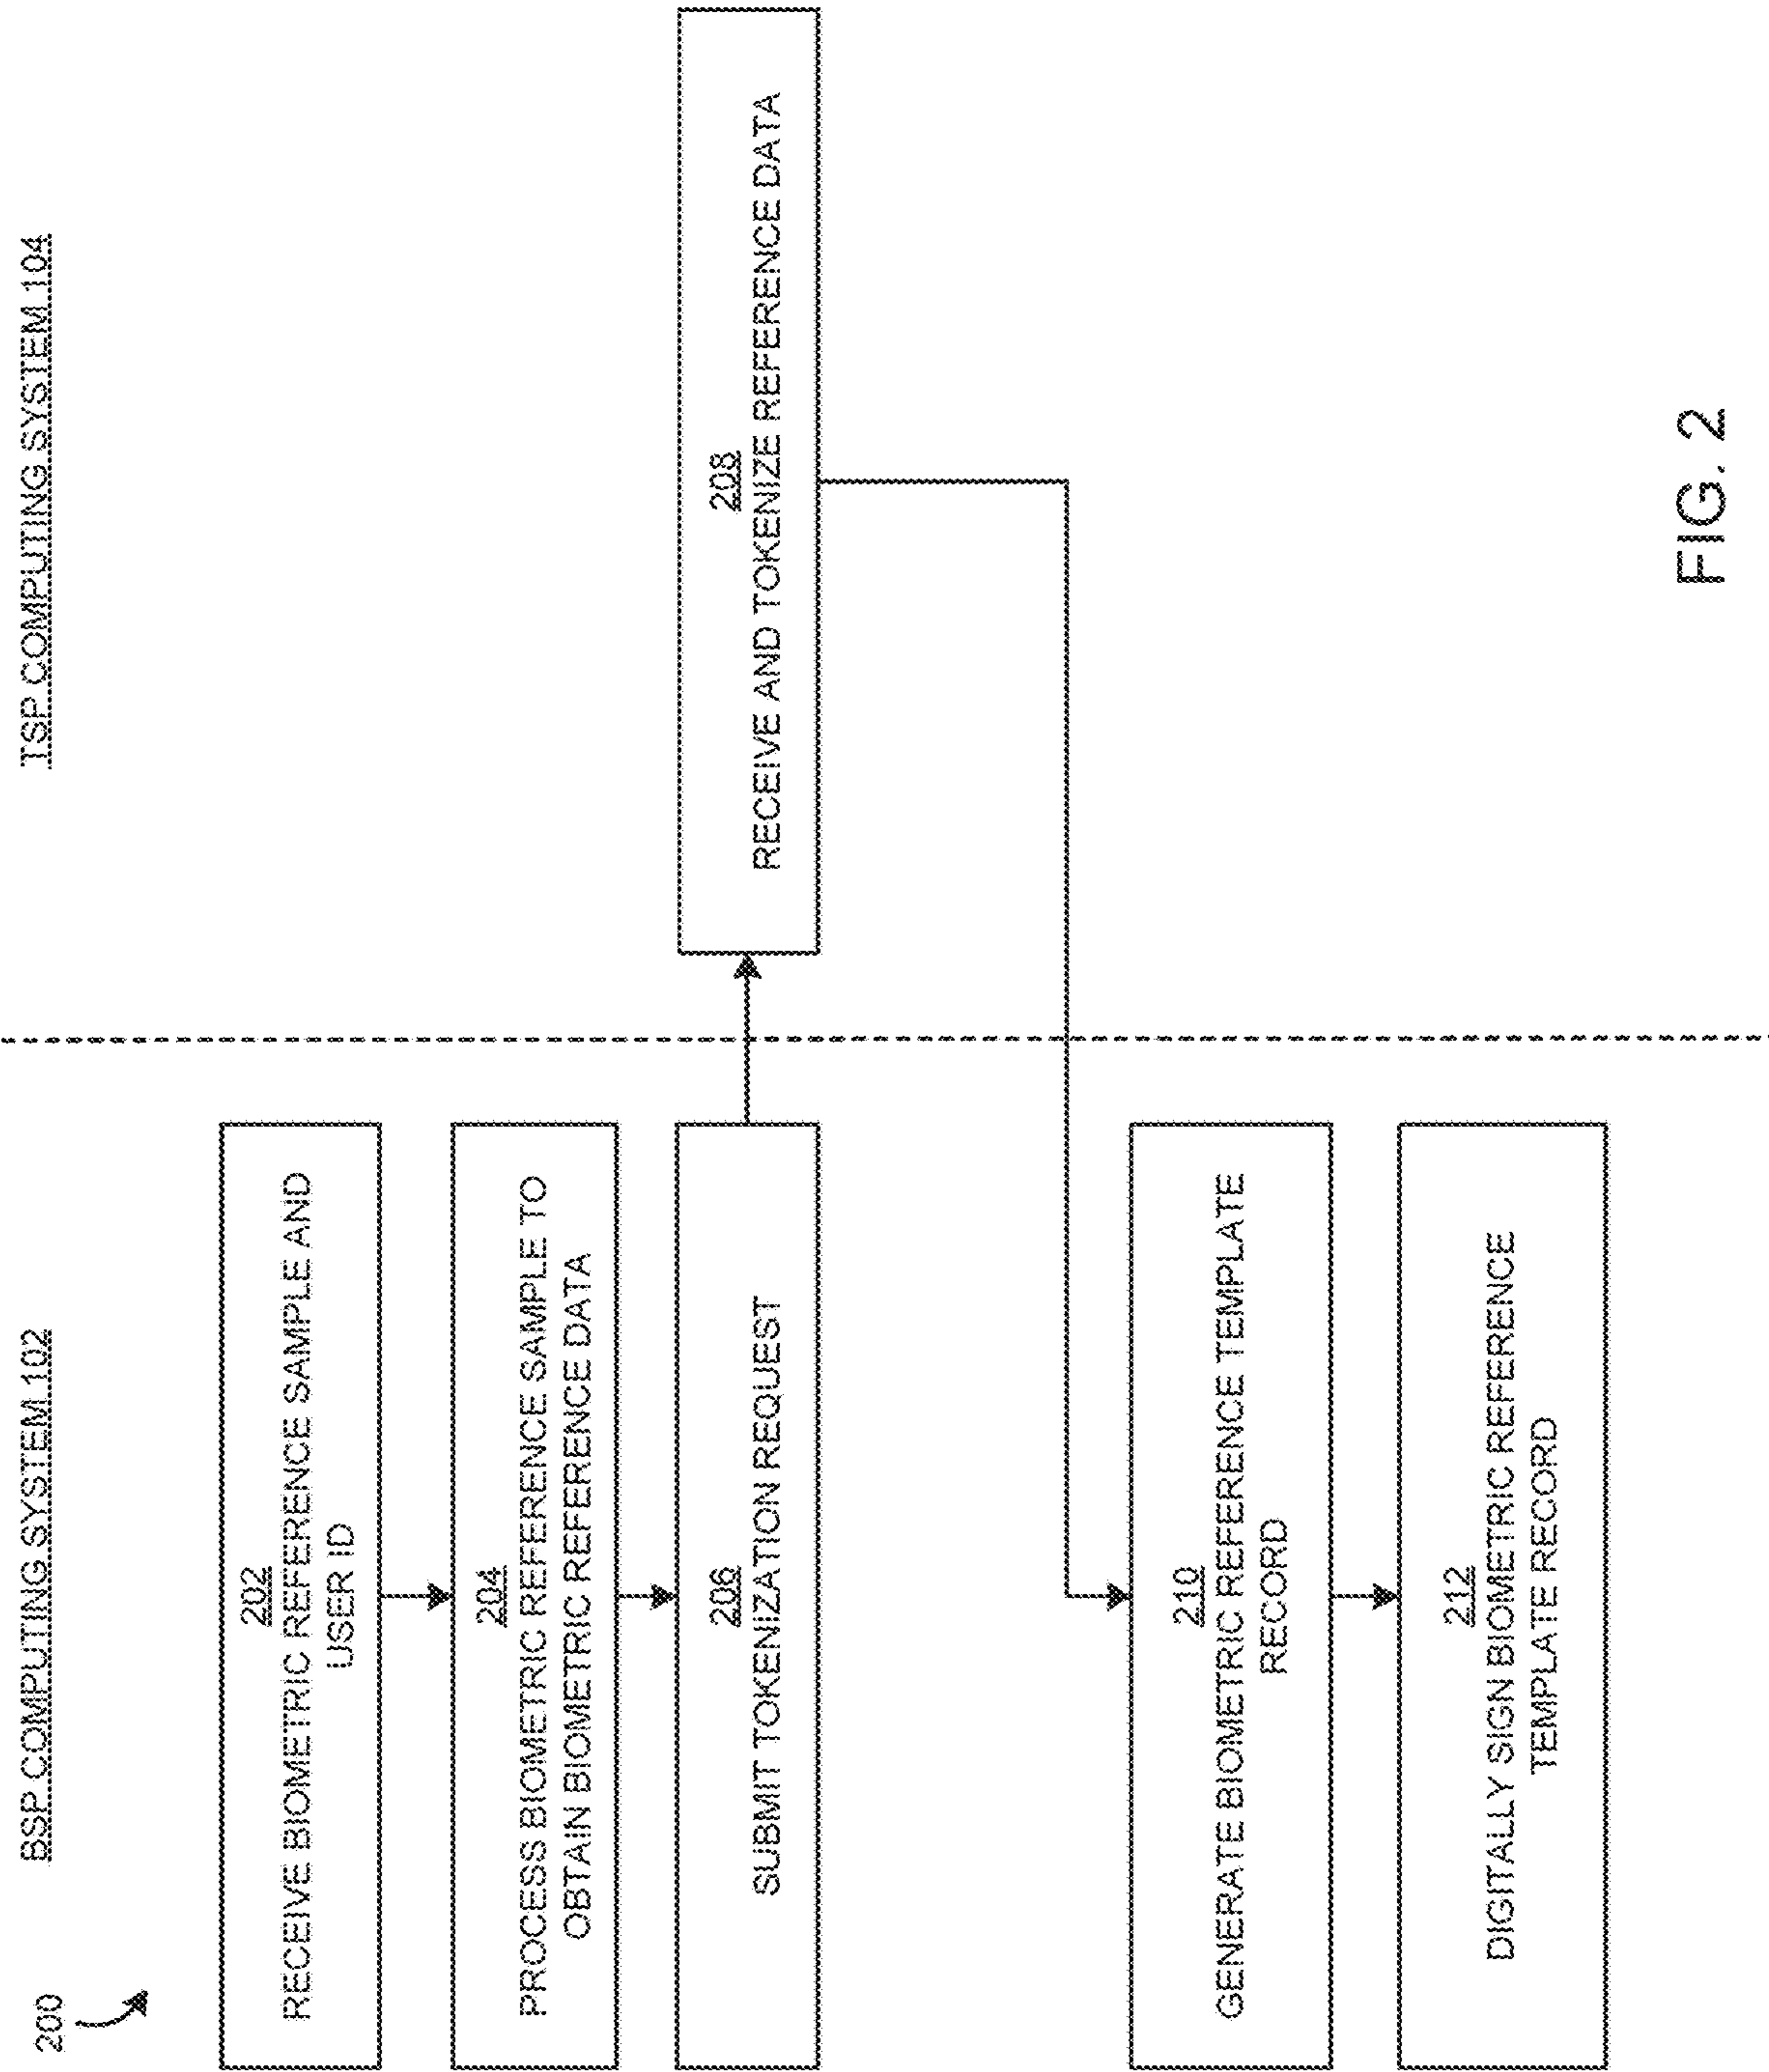 200
BSP COMPUTING SYSTEM 102
TSP COMPUTING SYSTEM 104
202
RECEIVE BIOMETRIC REFERENCE SAMPLE AND
USER ID
204
PROCESS BIOMETRIC REFERENCE SAMPLE TO
OBTAIN BIOMETRIC REFERENCE DATA
206
SUBMIT TOKENIZATION REQUEST
208
RECEIVE AND TOKENIZE REFERENCE DATA
210
GENERATE BIOMETRIC REFERENCE TEMPLATE
RECORD
212
DIGITALLY SIGN BIOMETRIC REFERENCE
TEMPLATE RECORD
FIG. 2